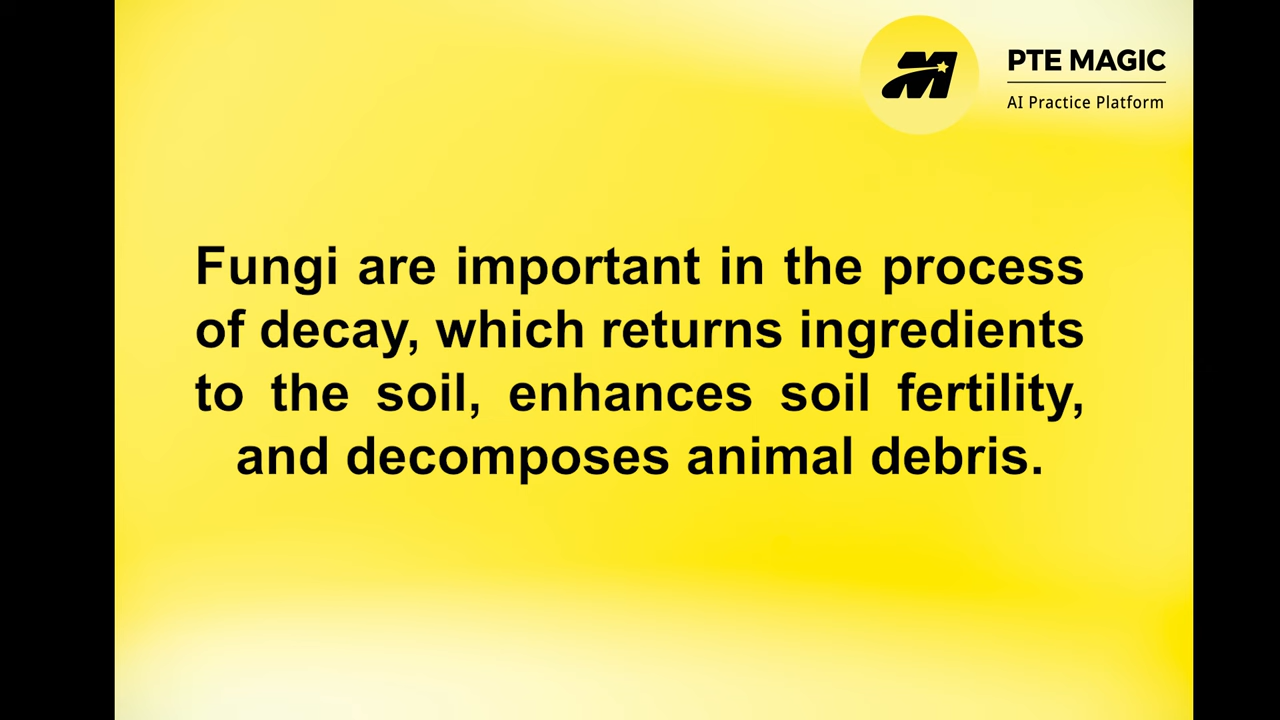 PTE MAGIC
AI Practice Platform
Fungi are important in the process
of decay, which returns ingredients
to the soil, enhances soil fertility,
and decomposes animal debris.